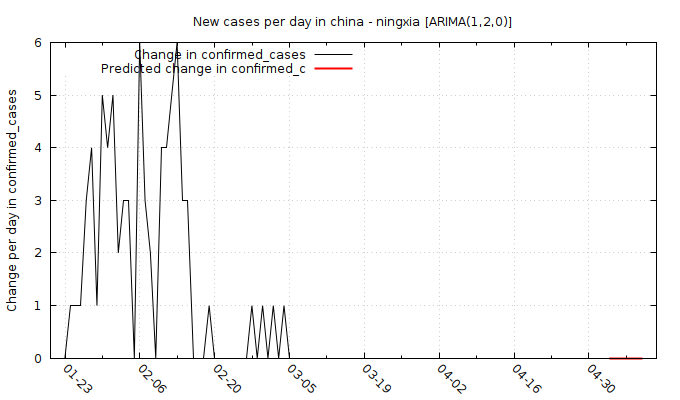 New cases per day in china - ningxia [ARIMA(1,2,0)]
Change in confirmed_cases
Predicted change in confirmed_c
Change per day in confirmed_cases
6
5
4
3
2
1
0
01-23 02-06 02-20 03-05 03-19 04-02 04-16 04-30